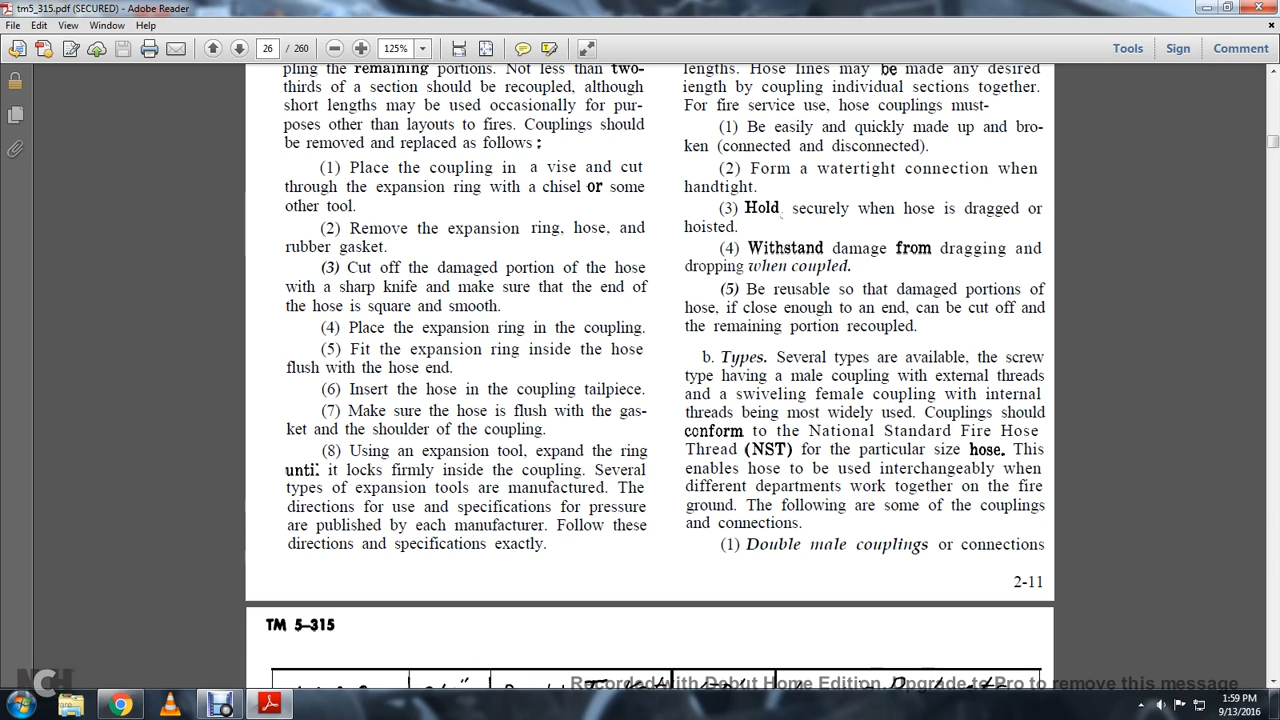 tm5_315.pdf (SECURED) - Adobe Reader
File Edit View Window Help
26 / 260 125% Tools Sign Comment
pling the remaining portions. Not less than two-
thirds of a section should be recoupled, although
short lengths may be used occasionally for pur-
poses other than layouts to fires. Couplings should
be removed and replaced as follows:
(1) Place the coupling in a vise and cut
through the expansion ring with a chisel or some
other tool.
(2) Remove the expansion ring, hose, and
rubber gasket.
(3) Cut off the damaged portion of the hose
with a sharp knife and make sure that the end of
the hose is square and smooth.
(4) Place the expansion ring in the coupling.
(5) Fit the expansion ring inside the hose
flush with the hose end.
(6) Insert the hose in the coupling tailpiece.
(7) Make sure the hose is flush with the gas-
ket and the shoulder of the coupling.
(8) Using an expansion tool, expand the ring
until it locks firmly inside the coupling. Several
types of expansion tools are manufactured. The
directions for use and specifications for pressure
are published by each manufacturer. Follow these
directions and specifications exactly.
lengths. Hose lines may be made any desired
length by coupling individual sections together.
For fire service use, hose couplings must-
(1) Be easily and quickly made up and bro-
ken (connected and disconnected).
(2) Form a watertight connection when
handtight.
(3) Hold securely when hose is dragged or
hoisted.
(4) Withstand damage from dragging and
dropping when coupled.
(5) Be reusable so that damaged portions of
hose, if close enough to an end, can be cut off and
the remaining portion recoupled.
b. Types. Several types are available, the screw
type having a male coupling with external threads
and a swiveling female coupling with internal
threads being most widely used. Couplings should
conform to the National Standard Fire Hose
Thread (NST) for the particular size hose. This
enables hose to be used interchangeably when
different departments work together on the fire
ground. The following are some of the couplings
and connections.
(1) Double male couplings or connections
2-11
TM 5-315
Recorded with Debut Home Edition. Upgrade to Pro to remove this message
NCH
1:59 PM
9/13/2016